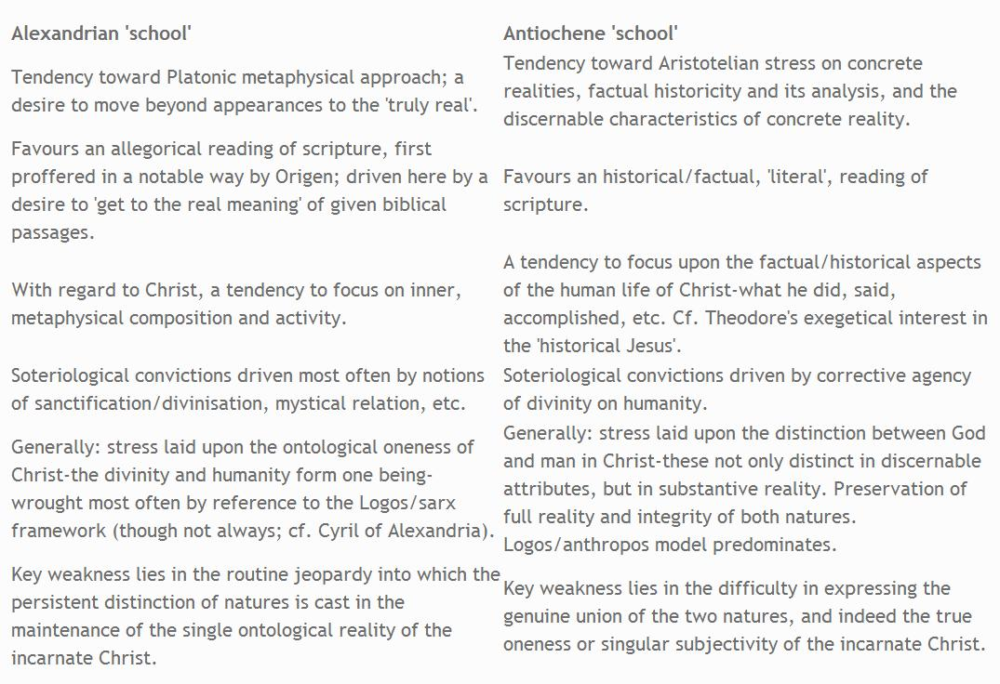 Alexandrian 'school'
Antiochene 'school'
Tendency toward Platonic metaphysical approach; a
desire to move beyond appearances to the 'truly real'.
Tendency toward Aristotelian stress on concrete
realities, factual historicity and its analysis, and the
discernable characteristics of concrete reality.
Favours an allegorical reading of scripture, first
proffered in a notable way by Origen; driven here by a
desire to 'get to the real meaning' of given biblical
passages.
Favours an historical/factual, 'literal', reading of
scripture.
With regard to Christ, a tendency to focus on inner,
metaphysical composition and activity.
A tendency to focus upon the factual/historical aspects
of the human life of Christ-what he did, said,
accomplished, etc. Cf. Theodore's exegetical interest in
the 'historical Jesus'.
Soteriological convictions driven most often by notions
of sanctification/divinisation, mystical relation, etc.
Soteriological convictions driven by corrective agency
of divinity on humanity.
Generally: stress laid upon the ontological oneness of
Christ-the divinity and humanity form one being-
wrought most often by reference to the Logos/sarx
framework (though not always; cf. Cyril of Alexandria).
Generally: stress laid upon the distinction between God
and man in Christ-these not only distinct in discernable
attributes, but in substantive reality. Preservation of
full reality and integrity of both natures.
Logos/anthropos model predominates.
Key weakness lies in the routine jeopardy into which the
persistent distinction of natures is cast in the
maintenance of the single ontological reality of the
incarnate Christ.
Key weakness lies in the difficulty in expressing the
genuine union of the two natures, and indeed the true
oneness or singular subjectivity of the incarnate Christ.